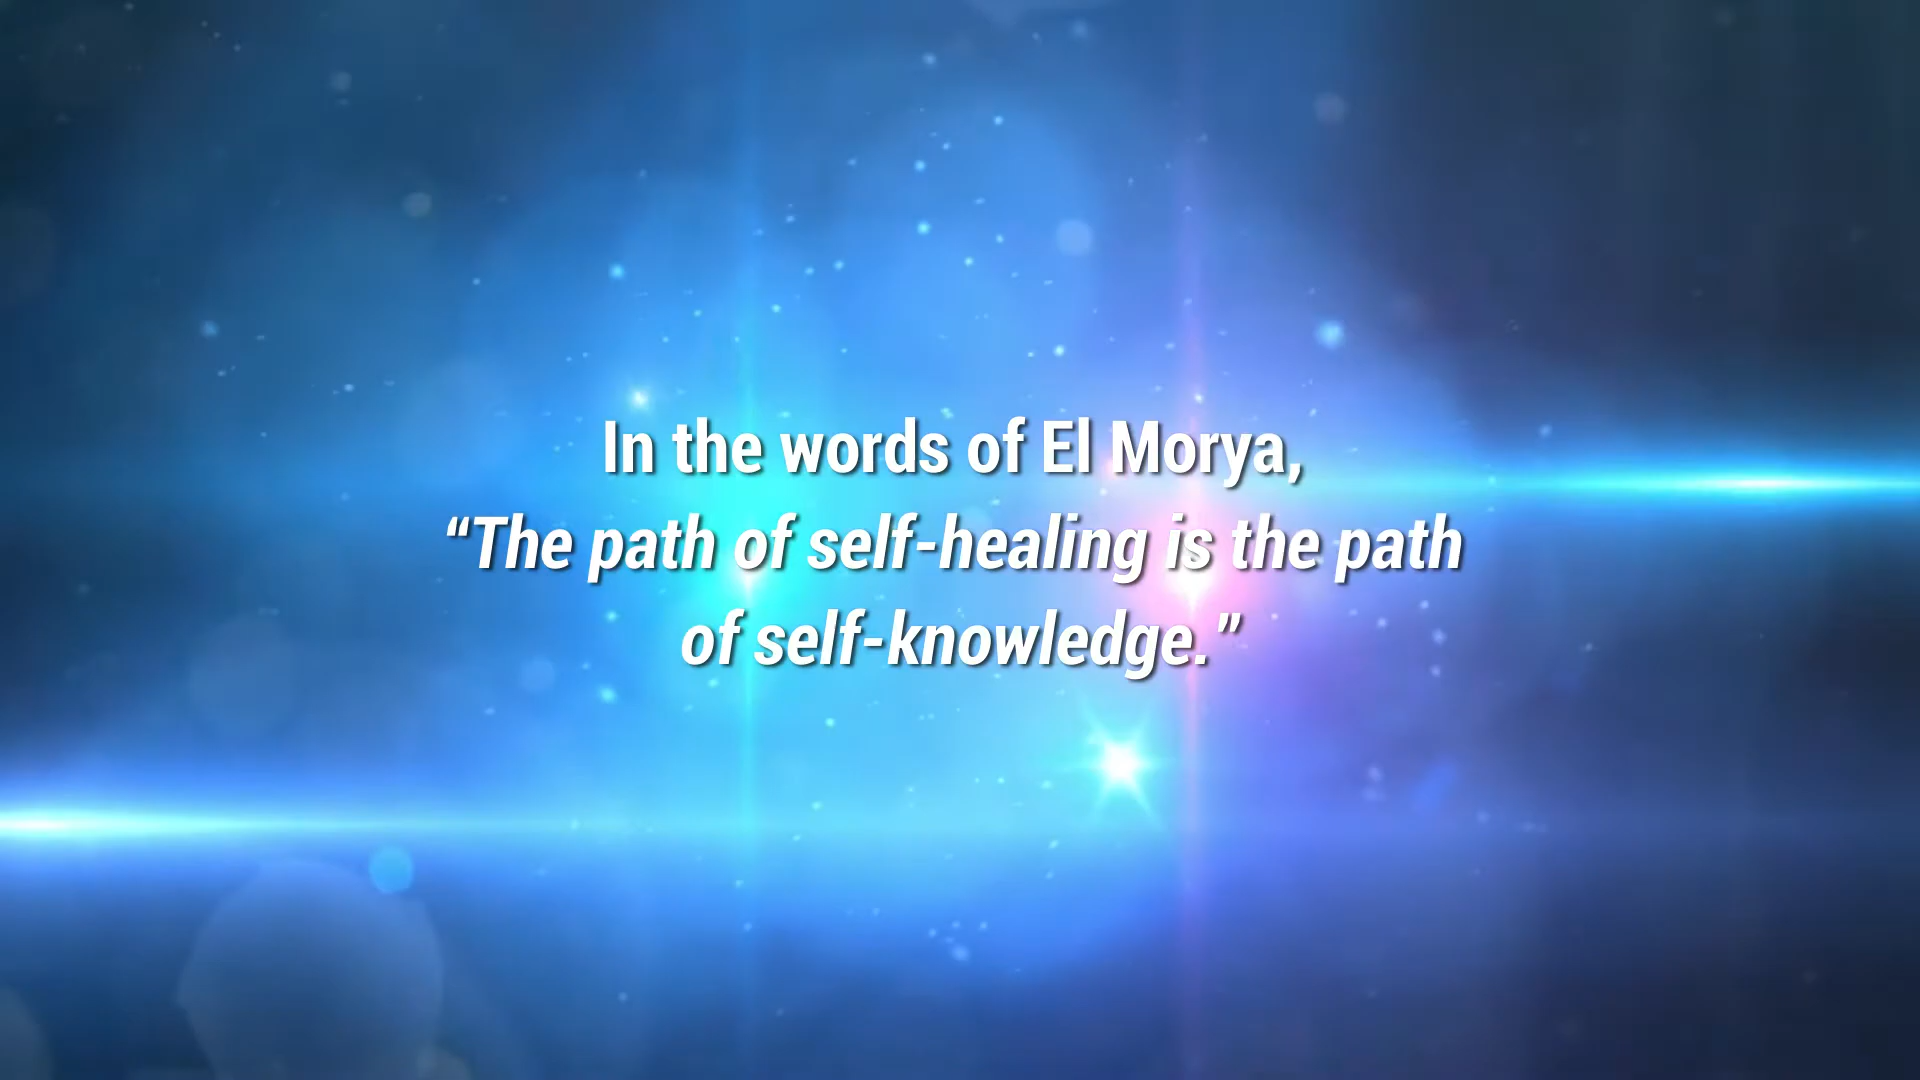 In the words of El Morya,
“The path of self-healing is the path
of self-knowledge.”